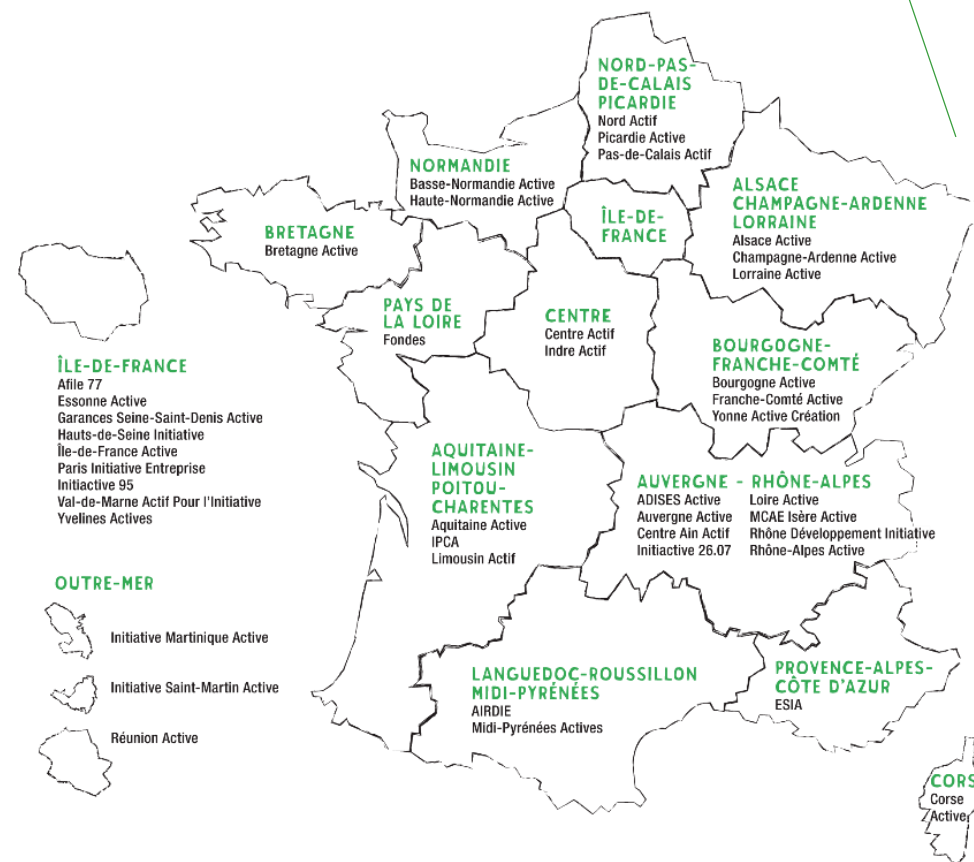 NORD-PAS-
DE-CALAIS
PICARDIE
Nord Actif
Picardie Active
Pas-de-Calais Actif
NORMANDIE
Basse-Normandie Active
Haute-Normandie Active
ÎLE-DE-
FRANCE
ALSACE
CHAMPAGNE-ARDENNE
LORRAINE
Alsace Active
Champagne-Ardenne Active
Lorraine Active
BRETAGNE
Bretagne Active
PAYS DE
LA LOIRE
Fondes
CENTRE
Centre Actif
Indre Actif
BOURGOGNE-
FRANCHE-COMTÉ
Bourgogne Active
Franche-Comté Active
Yonne Active Création
ÎLE-DE-FRANCE
Afile 77
Essonne Active
Garances Seine-Saint-Denis Active
Hauts-de-Seine Initiative
Île-de-France Active
Paris Initiative Entreprise
Initiactive 95
Val-de-Marne Actif Pour l'Initiative
Yvelines Actives
AQUITAINE-
LIMOUSIN
POITOU-
CHARENTES
Aquitaine Active
IPCA
Limousin Actif
AUVERGNE - RHÔNE-ALPES
ADISES Active
Auvergne Active
Centre Ain Actif
Initiactive 26.07
Loire Active
MCAE Isère Active
Rhône Développement Initiative
Rhône-Alpes Active
OUTRE-MER
Initiative Martinique Active
Initiative Saint-Martin Active
Réunion Active
LANGUEDOC-ROUSSILLON
MIDI-PYRÉNÉES
AIRDIE
Midi-Pyrénées Actives
PROVENCE-ALPES-
CÔTE D'AZUR
ESIA
CORS
Corse
Active